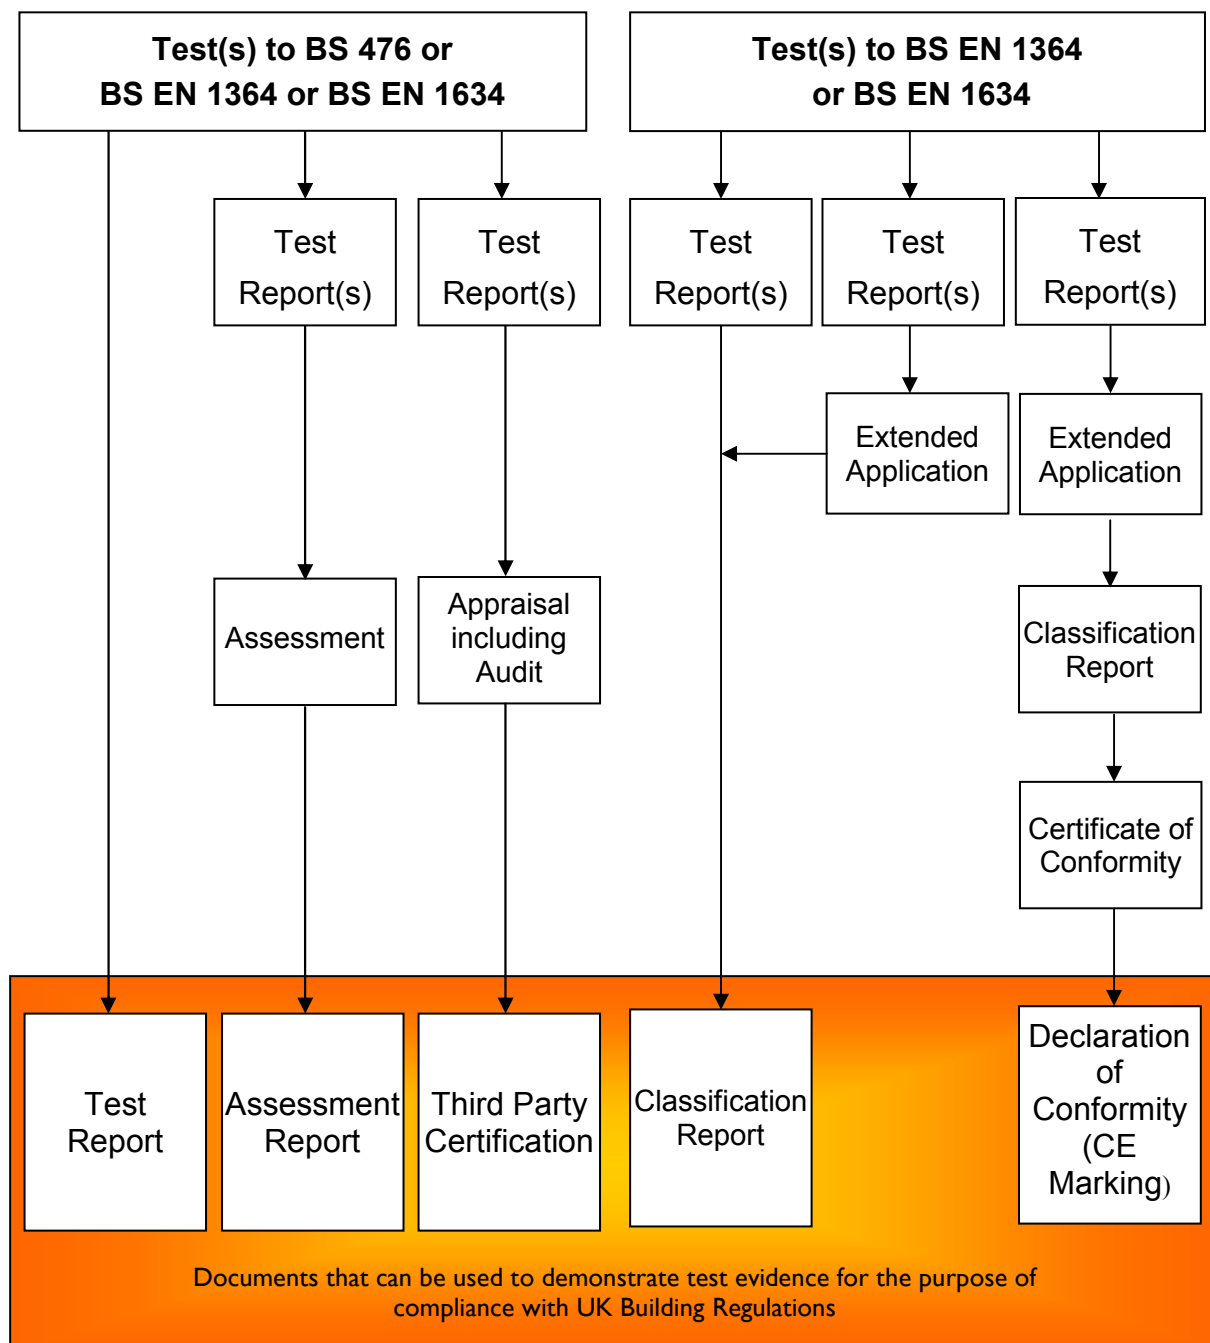 Test(s) to BS 476 or
BS EN 1364 or BS EN 1634
Test(s) to BS EN 1364
or BS EN 1634
Test
Report(s)
Test
Report(s)
Test
Report(s)
Test
Report(s)
Test
Report(s)
Extended
Application
Extended
Application
Assessment
Appraisal
including
Audit
Classification
Report
Certificate of
Conformity
Test
Report
Assessment
Report
Third Party
Certification
Classification
Report
Declaration
of
Conformity
(CE
Marking)
Documents that can be used to demonstrate test evidence for the purpose of
compliance with UK Building Regulations